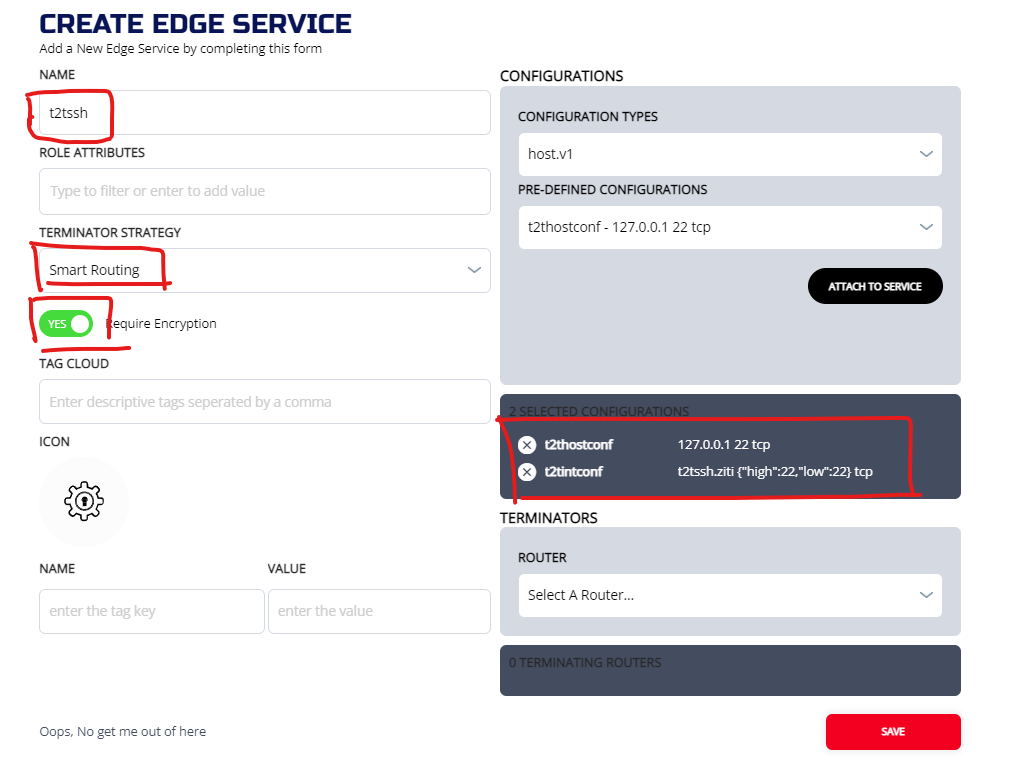 CREATE EDGE SERVICE
Add a New Edge Service by completing this form
NAME
t2tssh
ROLE ATTRIBUTES
Type to filter or enter to add value
TERMINATOR STRATEGY
Smart Routing
YES Require Encryption
TAG CLOUD
Enter descriptive tags seperated by a comma
ICON
NAME VALUE
enter the tag key enter the value
Oops, No get me out of here
CONFIGURATIONS
CONFIGURATION TYPES
host.v1
PRE-DEFINED CONFIGURATIONS
t2thostconf - 127.0.0.1 22 tcp
ATTACH TO SERVICE
2 SELECTED CONFIGURATIONS
t2thostconf 127.0.0.1 22 tcp
t2tintconf t2tssh.ziti {"high":22,"low":22} tcp
TERMINATORS
ROUTER
Select A Router...
0 TERMINATING ROUTERS
SAVE